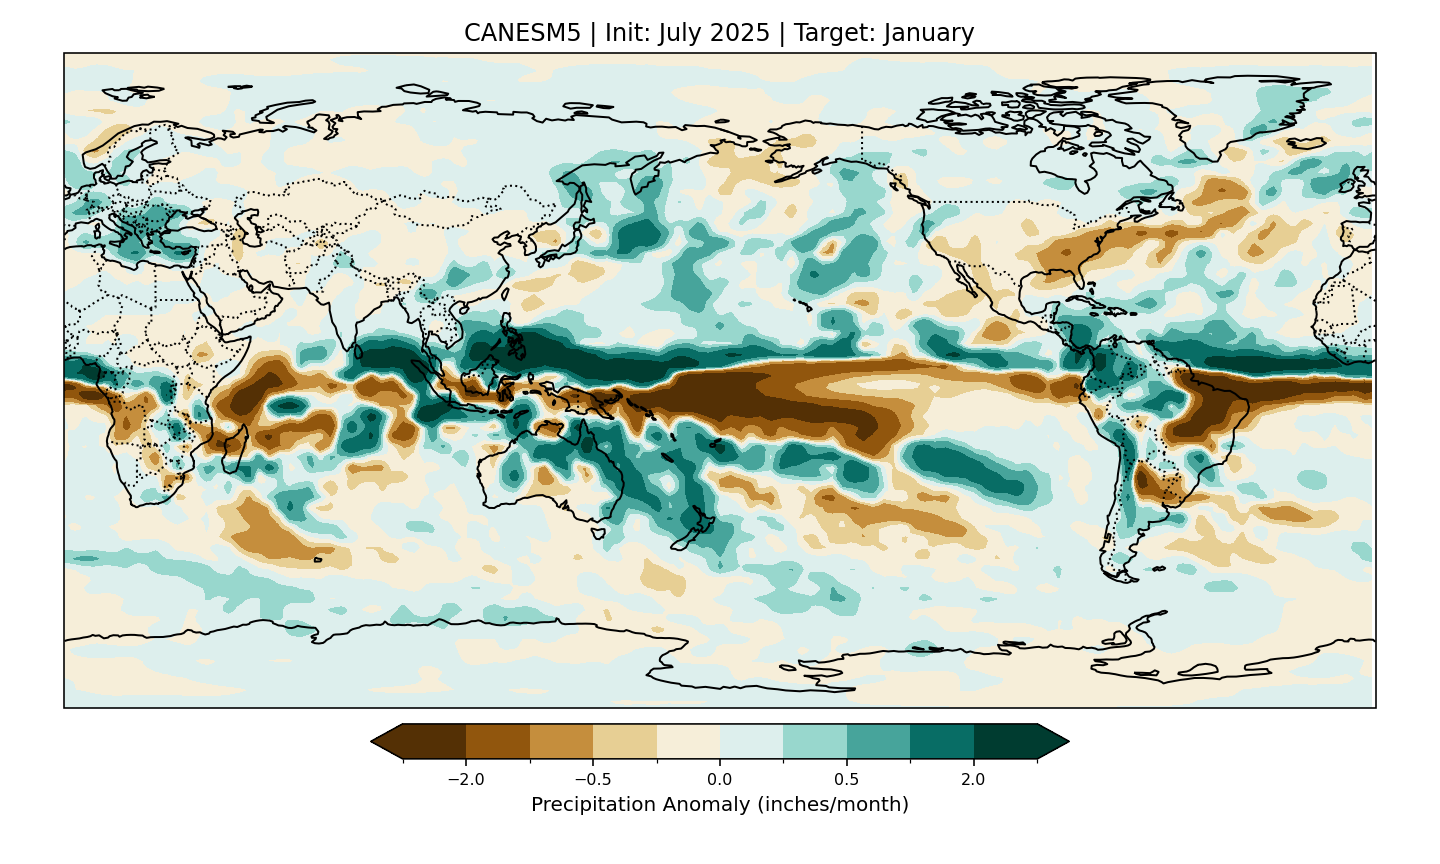 CANESM5 | Init: July 2025 | Target: January
−2.0 −0.5 0.0 0.5 2.0
Precipitation Anomaly (inches/month)